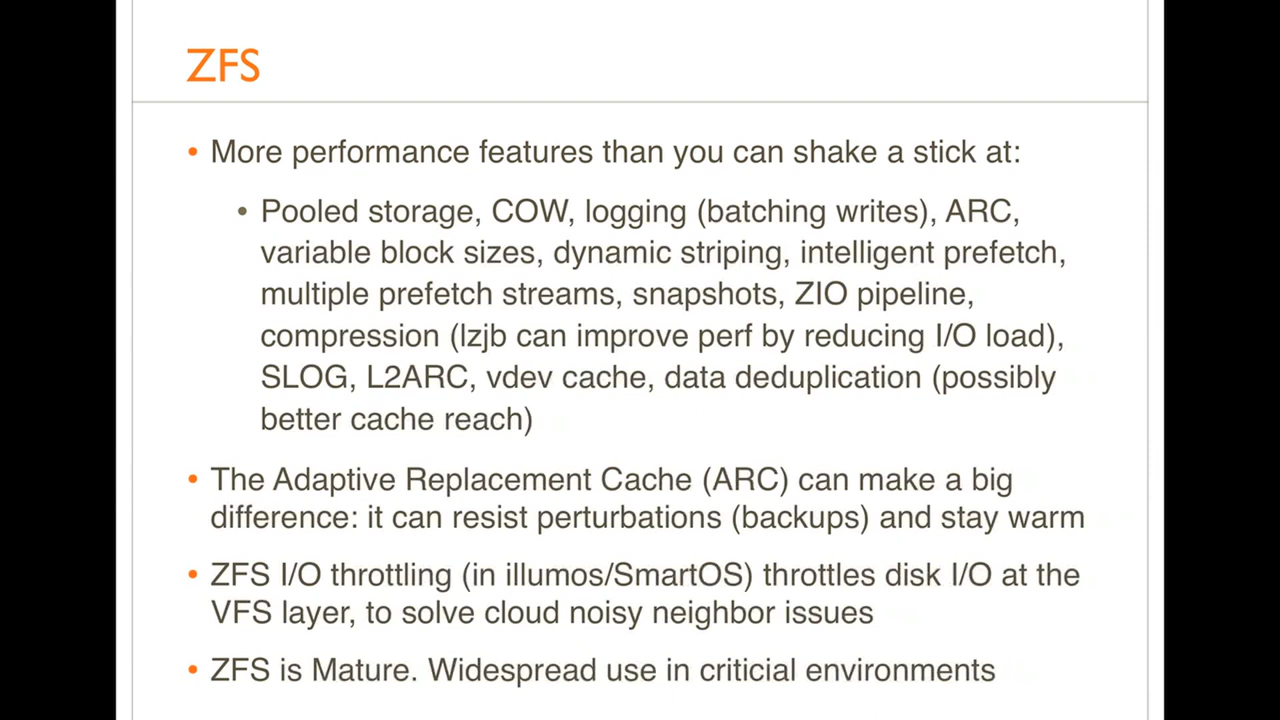 ZFS
• More performance features than you can shake a stick at:
• Pooled storage, COW, logging (batching writes), ARC,
variable block sizes, dynamic striping, intelligent prefetch,
multiple prefetch streams, snapshots, ZIO pipeline,
compression (lzjb can improve perf by reducing I/O load),
SLOG, L2ARC, vdev cache, data deduplication (possibly
better cache reach)
• The Adaptive Replacement Cache (ARC) can make a big
difference: it can resist perturbations (backups) and stay warm
• ZFS I/O throttling (in illumos/SmartOS) throttles disk I/O at the
VFS layer, to solve cloud noisy neighbor issues
• ZFS is Mature. Widespread use in criticial environments